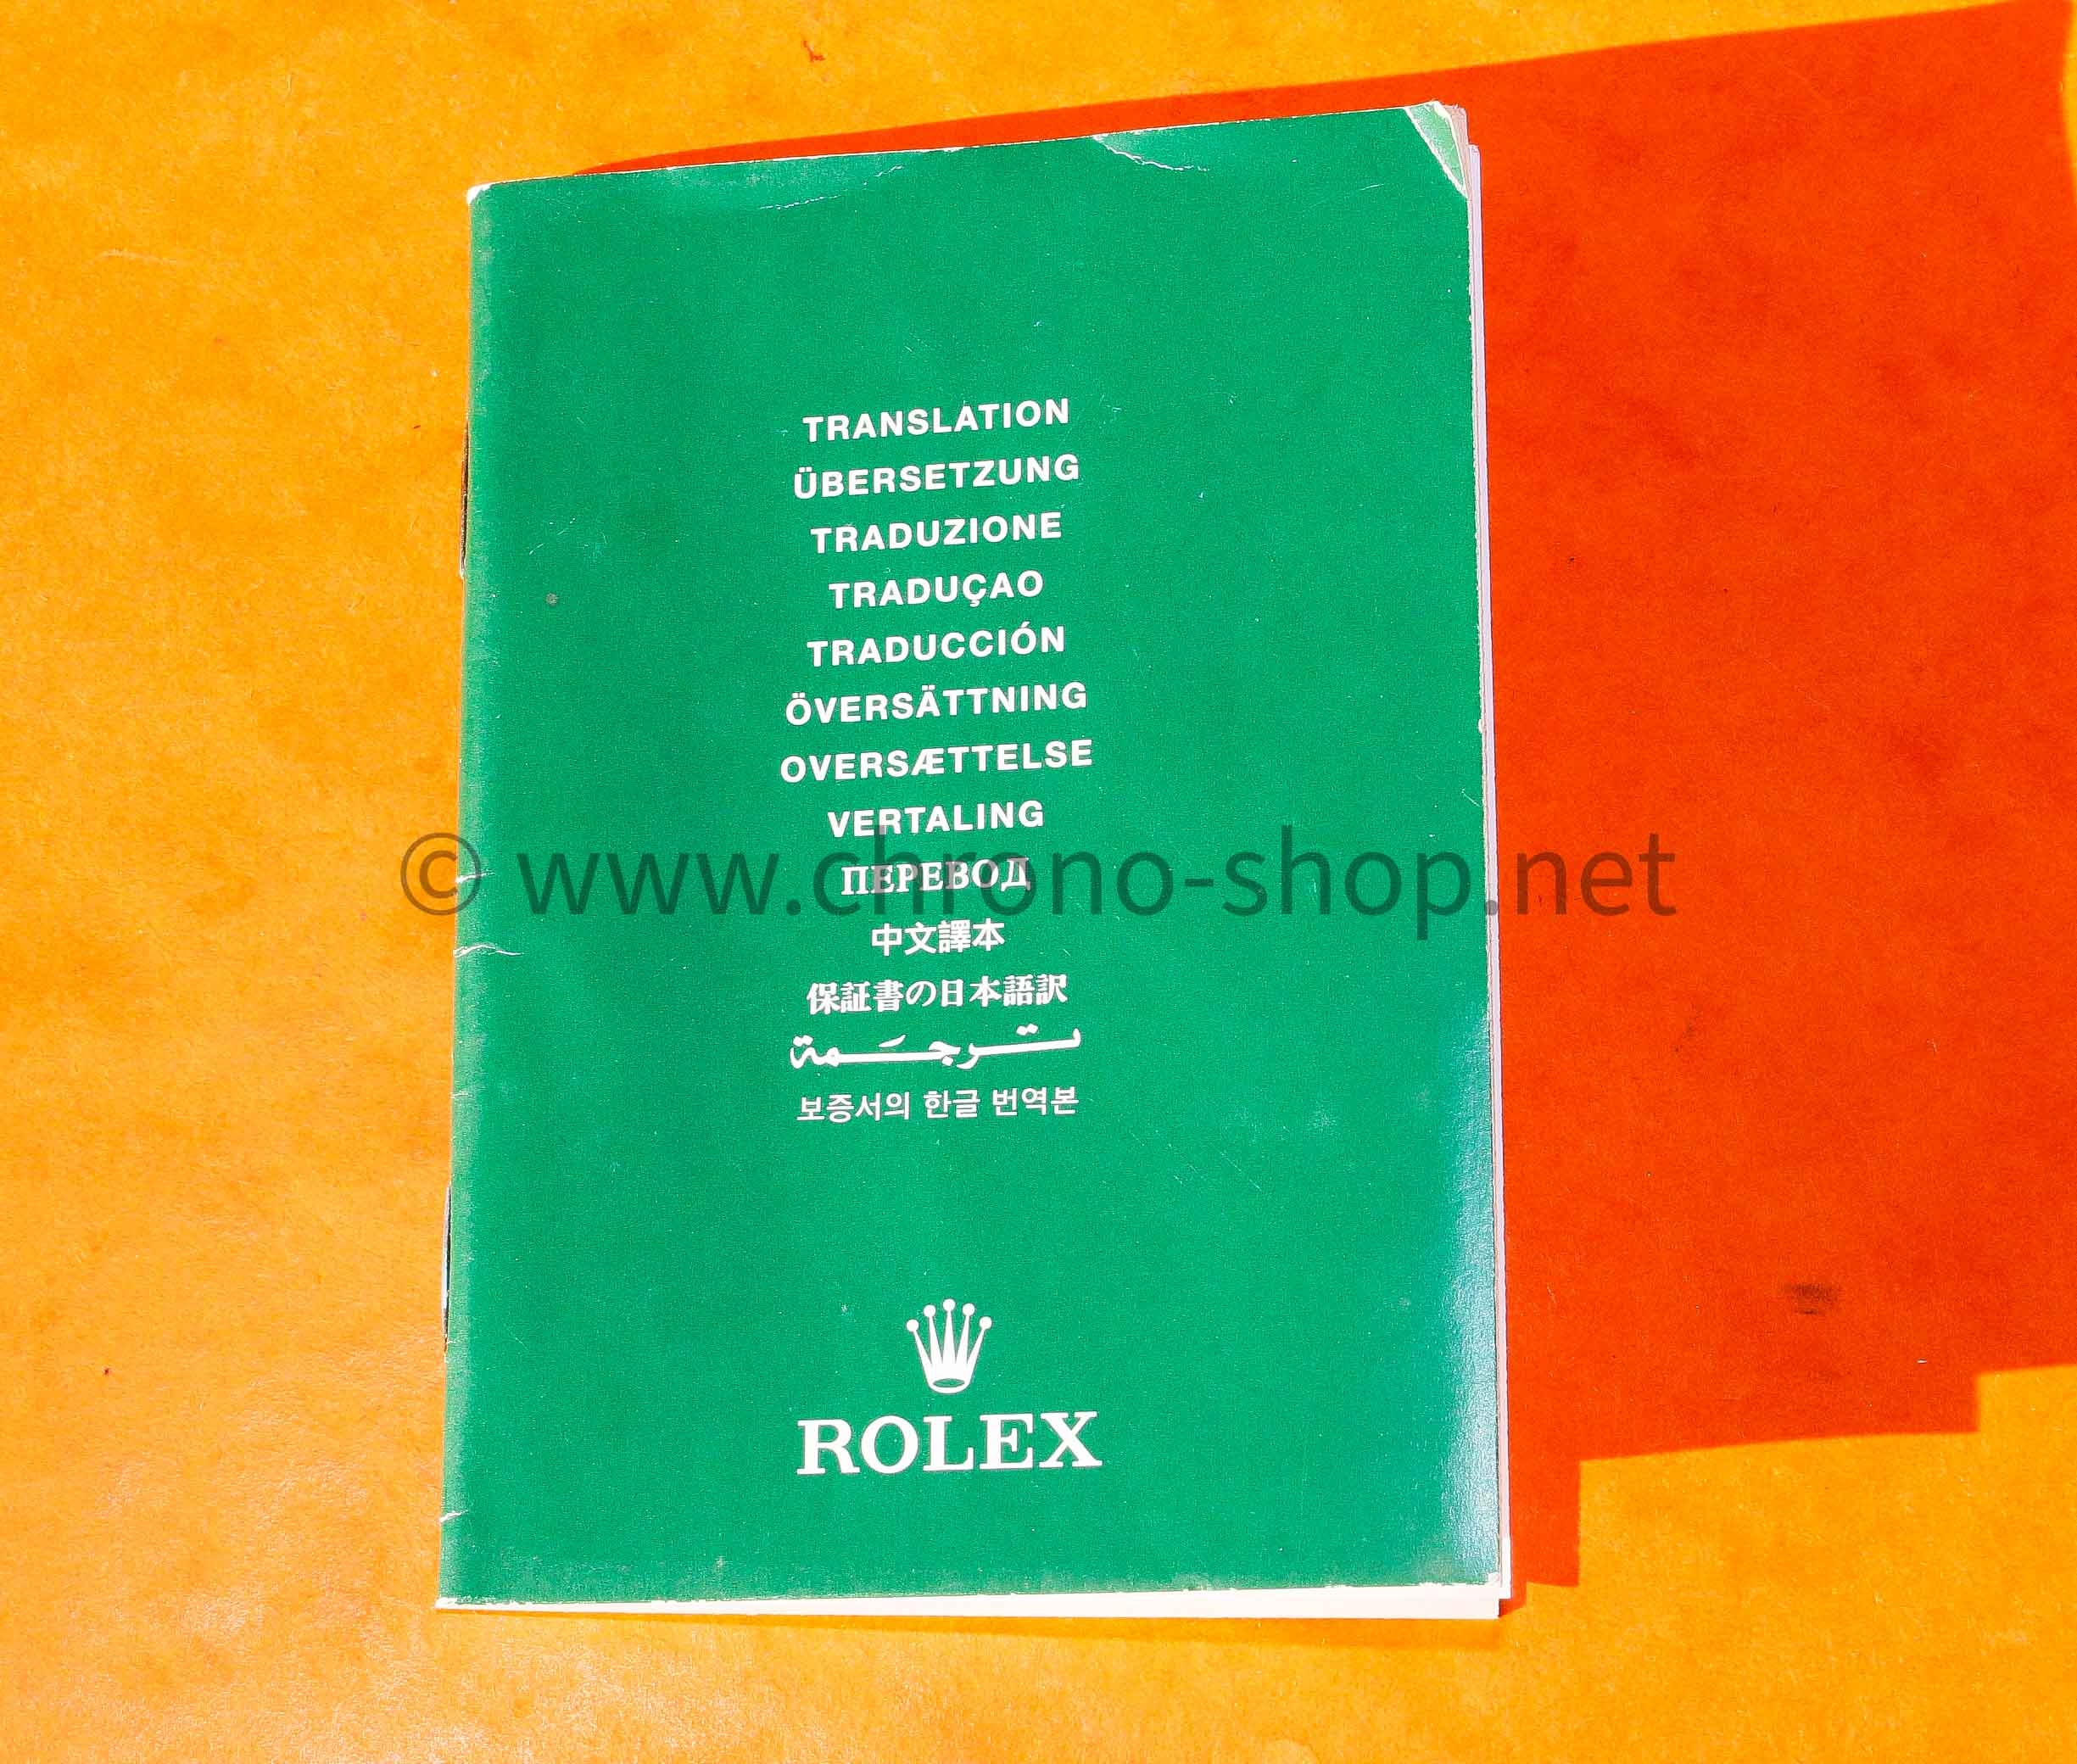 TRANSLATION
ÜBERSETZUNG
TRADUZIONE
TRADUÇAO
TRADUCCIÓN
ÖVERSÄTTNING
OVERSÆTTELSE
VERTALING
ПЕРЕВОД
© www.chrono-shop.net
中文譯本
保証書の日本語訳
ترجمة
보증서의 한글 번역본
ROLEX